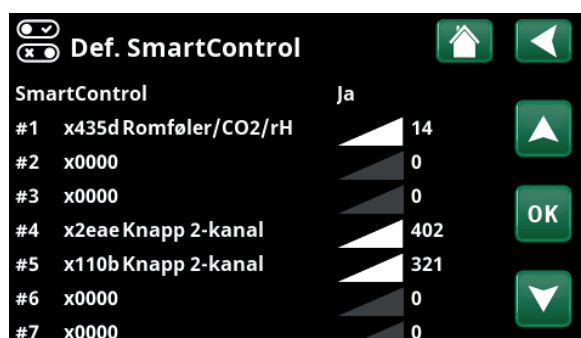 Def. SmartControl
SmartControl Ja
#1 x435d Romføler/CO2/rH 14
#2 x0000 0
#3 x0000 0
#4 x2eae Knapp 2-kanal 402
#5 x110b Knapp 2-kanal 321
#6 x0000 0
#7 x0000 0
OK